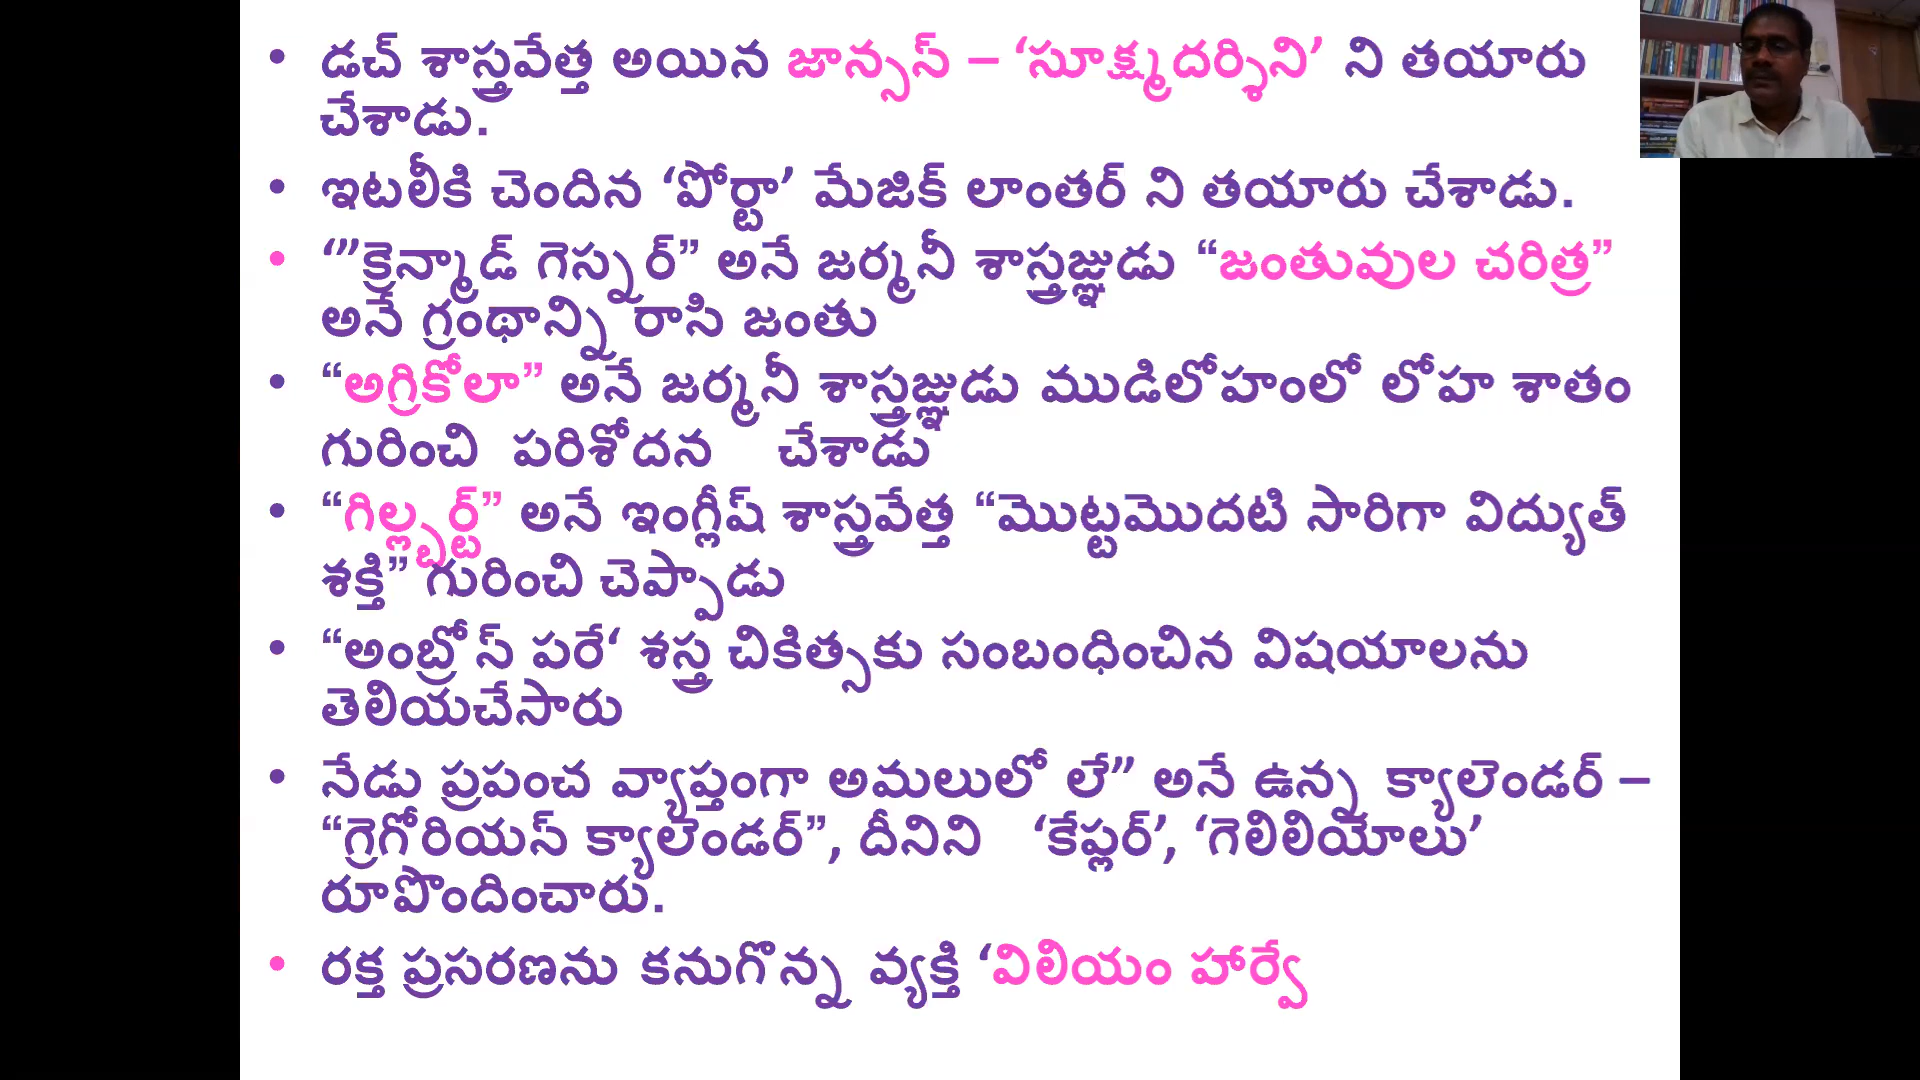 • డచ్ శాస్త్రవేత్త అయిన జాన్సన్ – ‘సూక్ష్మదర్శిని’ ని తయారు
చేశాడు.
• ఇటలీకి చెందిన ‘పోర్టా’ మేజిక్ లాంతర్ ని తయారు చేశాడు.
• ‘”క్రెన్మాడ్ గెస్నర్” అనే జర్మనీ శాస్త్రజ్ఞుడు “జంతువుల చరిత్ర”
అనే గ్రంథాన్ని రాసి జంతు
• “అగ్రికోలా” అనే జర్మనీ శాస్త్రజ్ఞుడు ముడిలోహంలో లోహ శాతం
గురించి పరిశోదన చేశాడు
• “గిల్ల్బర్ట్” అనే ఇంగ్లీష్ శాస్త్రవేత్త “మొట్టమొదటి సారిగా విద్యుత్
శక్తి” గురించి చెప్పాడు
• “అంబ్రోస్ పరే‘ శస్త్ర చికిత్సకు సంబంధించిన విషయాలను
తెలియచేసారు
• నేడు ప్రపంచ వ్యాప్తంగా అమలులో లే” అనే ఉన్న క్యాలెండర్ –
“గ్రెగోరియస్ క్యాలెండర్”, దీనిని ‘కేప్లర్’, ‘గెలిలియోలు’
రూపొందించారు.
• రక్త ప్రసరణను కనుగొన్న వ్యక్తి ‘విలియం హార్వే